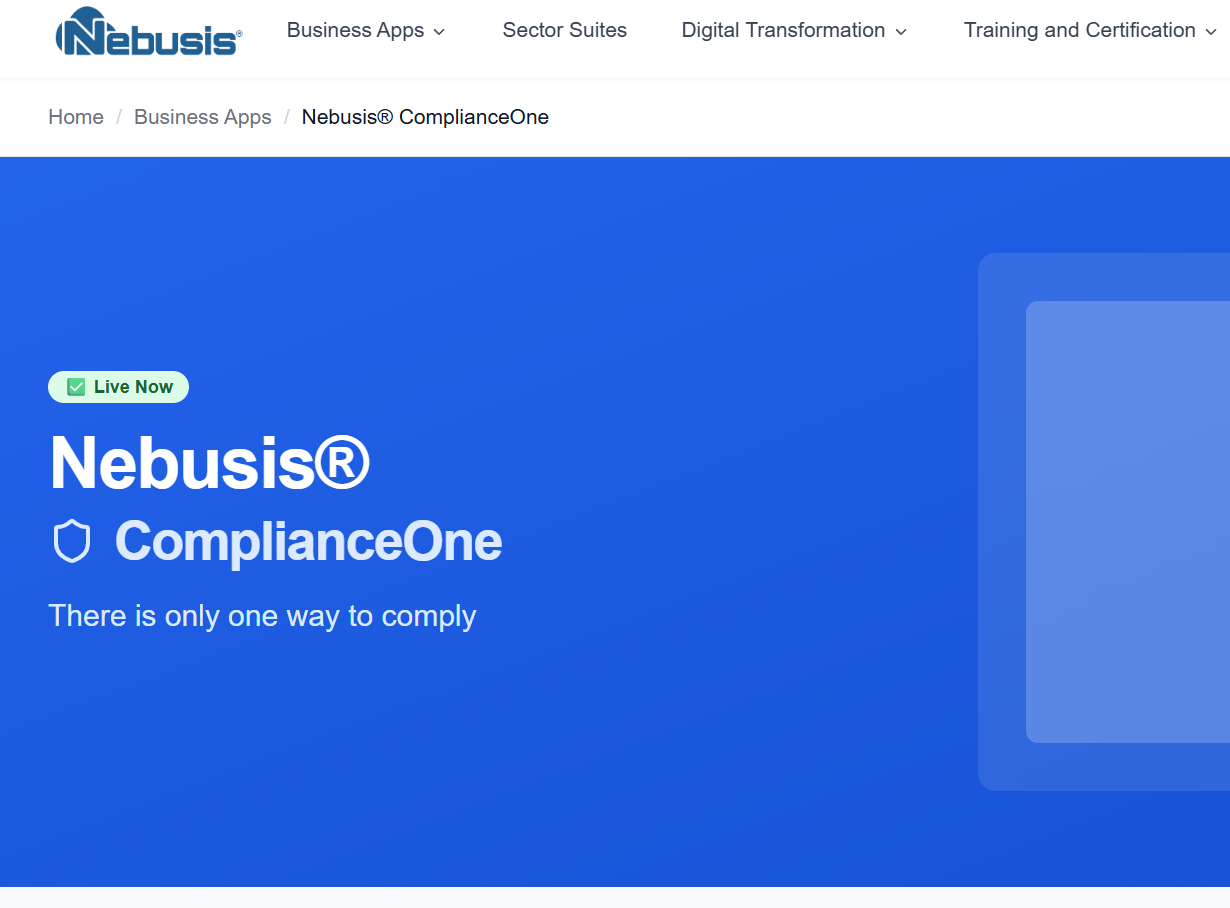 Nebusis®
Business Apps
Sector Suites
Digital Transformation
Training and Certification
Home / Business Apps / Nebusis® ComplianceOne
✅ Live Now
Nebusis®
ComplianceOne
There is only one way to comply